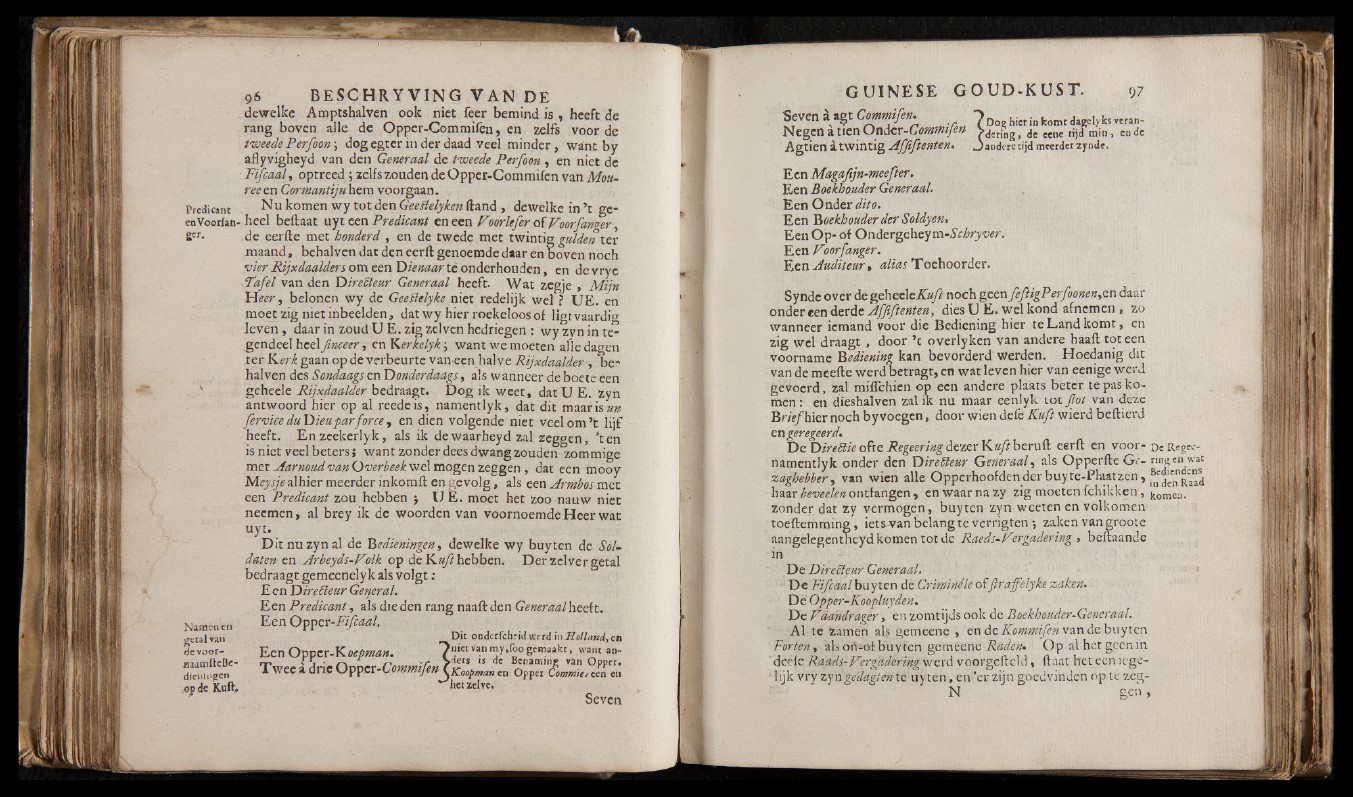 96 BESCHRYVING VAN DE
dewelke Amptshalven ook niet ſeer bemind is, heeft de
rang boven alle de Opper-Commiſen, en zelfs voor de
tweede Perſoon; dog egter in der daad veel minder, want by
aflyvigheyd van den Generaal de tweede Perſoon, en niet de
Fiſcaal, optreed; zelfs zouden de Opper-Commiſen van Mou-
ree en Cormantijn hem voorgaan.
Predicant
en Voorſan-
ger.
Nu komen wy tot den Geeſtelyken ſtand, dewelke in 't ge-
heel beſtaat uyt een Predicant en een Voorleſer of Voorſanger,
de eerſte met honderd, en de twede met twintig gulden ter
maand, behalven dat den eerſt genoemde daar en boven noch
vier Rijxdaalders om een Dienaar te onderhouden, en de vrye
Tafel van den Directeur Generaal heeft. Wat zegje, Mijn
Heer, belonen wy de Geeſtelyke niet redelijk wel? UE. en
moet zig niet inbeelden, dat wy hier roekeloos of ligtvaardig
leven, daar in zoud U E. zig zelven bedriegen: wy zyn in te-
gendeel heel ſinceer, en Kerkelyk; want we moeten alle dagen
ter Kerk gaan op de verbeurte van een halve Rijxdaalder, be-
halven des Sondaags en Donderdaags, als wanneer de boete een
geheele Rijxdaalder bedraagt. Dog ik weet, dat U E. zyn
antwoord hier op al reede is, namentlyk, dat dit maar is un
ſervice du Dieu par force, en dien volgende niet veel om 't lijf
heeft. En zeekerlyk, als ik de waarheyd zal zeggen, 't en
is niet veel beters; want zonder dees dwang zouden zommige
met Aarnoud van Overbeek wel mogen zeggen, dat een mooy
Meysje alhier meerder inkomſt en gevolg, als een Armbos met
een Predicant zou hebben; U E. moet het zoo nauw niet
neemen, al brey ik de woorden van voornoemde Heer wat
uyt.
Dit nu zyn al de Bedieningen, dewelke wy buyten de Sol-
daten en Arbeyds-Volk op de Kuſt hebben. Der zelver getal
bedraagt gemeenelyk als volgt:
Een Directeur General.
Een Predicant, als die den rang naaſt den Generaal heeft.
Een Opper-Fiſcaal.
Namen en
getal van
de voor-
naamſte Be-
dieningen
op de Kuſt.
Een Opper-Koepman.
Twee à drie Opper-Commiſen
Dit onderſcheid werd in Holland, en
niet van my, ſoo gemaakt, want an-
ders is de Benaming van Opper-
Koopman en Opper-Commies een en
het zelve.
Seven
GUINESE GOUD-KUST. 97
Seven à agt Commiſen.
Negen à tien Onder-Commiſen
Agtien à twintig Aſſiſtenten.
Dog hier in komt dagelyks veran-
dering, de eene tijd min, en de
andere tijd meerder zynde.
Een Magaſijn-meeſter.
Een Boekhouder Generaal.
Een Onder dito.
Een Boekhouder der Soldyen,
Een Op- of Ondergeheym-Schryver.
Een Voorſanger.
Een Auditeur, alias Toehoorder.
Synde over de geheele Kuſt noch geen feſtig Perſoonen, en daar
onder een derde Aſſiſtenten, dies U E. wel kond afnemen, zo
wanneer iemand voor die Bediening hier te Land komt, en
zig wel draagt, door 't overlyken van andere haaſt tot een
voorname Bediening kan bevorderd werden. Hoedanig dit
van de meeſte werd betragt, en wat leven hier van eenige werd
gevoerd, zal miſſchien op een andere plaats beter te pas ko-
men: en dieshalven zal ik nu maar eenlyk tot ſlot van deze
Brief hier noch byvoegen, door wien deſe Kuſt wierd beſtierd
en geregeerd.
De Directie ofte Regeering dezer Kuſt beruſt eerſt en voor-
namentlyk onder den Directeur Generaal, als Opperſte Ge-
zaghebber, van wien alle Opperhoofden der buyte-Plaatzen,
haar beveelen ontfangen, en waar na zy zig moeten ſchikken,
zonder dat zy vermogen, buyten zyn weeten en volkomen
toeſtemming, iets van belang te verrigten; zaken van groote
aangelegentheyd komen tot de Raeds-Vergadering, beſtaande
in
De Regee-
ring en wat
Bediendens
in den Raad
komen.
De Directeur Generaal.
De Fiſcaal buyten de Criminéle of ſtraffelyke zaken.
De Opper-Koopluyden.
De Vaandrager, en zomtijds ook de Boekhouder-Generaal.
Al te zamen als gemeene, en de Kommiſen van de buyten
Forten, als on-of buyten gemeene Raden. Op al het geen in
deeſe Raads-Vergadering werd voorgeſteld, ſtaat het een iege-
lijk vry zyn gedagten te uyten, en 'er zijn goedvinden op te zeg-
N gen,